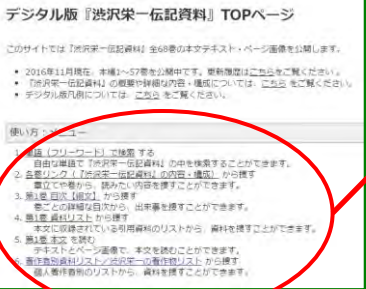 デジタル版『渋沢栄一伝記資料』TOPページ
このサイトでは『渋沢栄一伝記資料』全68巻の本文テキスト・ページ画像を公開します。
• 2016年11月現在、本編1~57巻を公開中です。更新履歴はこちらをご覧ください。
• 『渋沢栄一伝記資料』の概要や詳細な内容・構成については、こちら をご覧ください。
• デジタル版凡例については、こちら をご覧ください。
使い方：メニュー
1. 単語（フリーワード）で検索 する
自由な単語で『渋沢栄一伝記資料』の中を検索することができます。
2. 各巻リンク（『渋沢栄一伝記資料』の内容・構成） から探す
章立てや巻から、読みたい内容を探すことができます。
3. 第1巻 目次【綱文】 から探す
巻ごとの詳細な目次から、出来事を探すことができます。
4. 第1巻 資料リスト から探す
本文に収録されている引用資料のリストから、資料を探すことができます。
5. 第1巻 本文 を読む
テキストとページ画像で、本文を読むことができます。
6. 著作者別資料リスト／渋沢栄一の著作物リスト から探す
個人著作者別のリストから、資料を探すことができます。